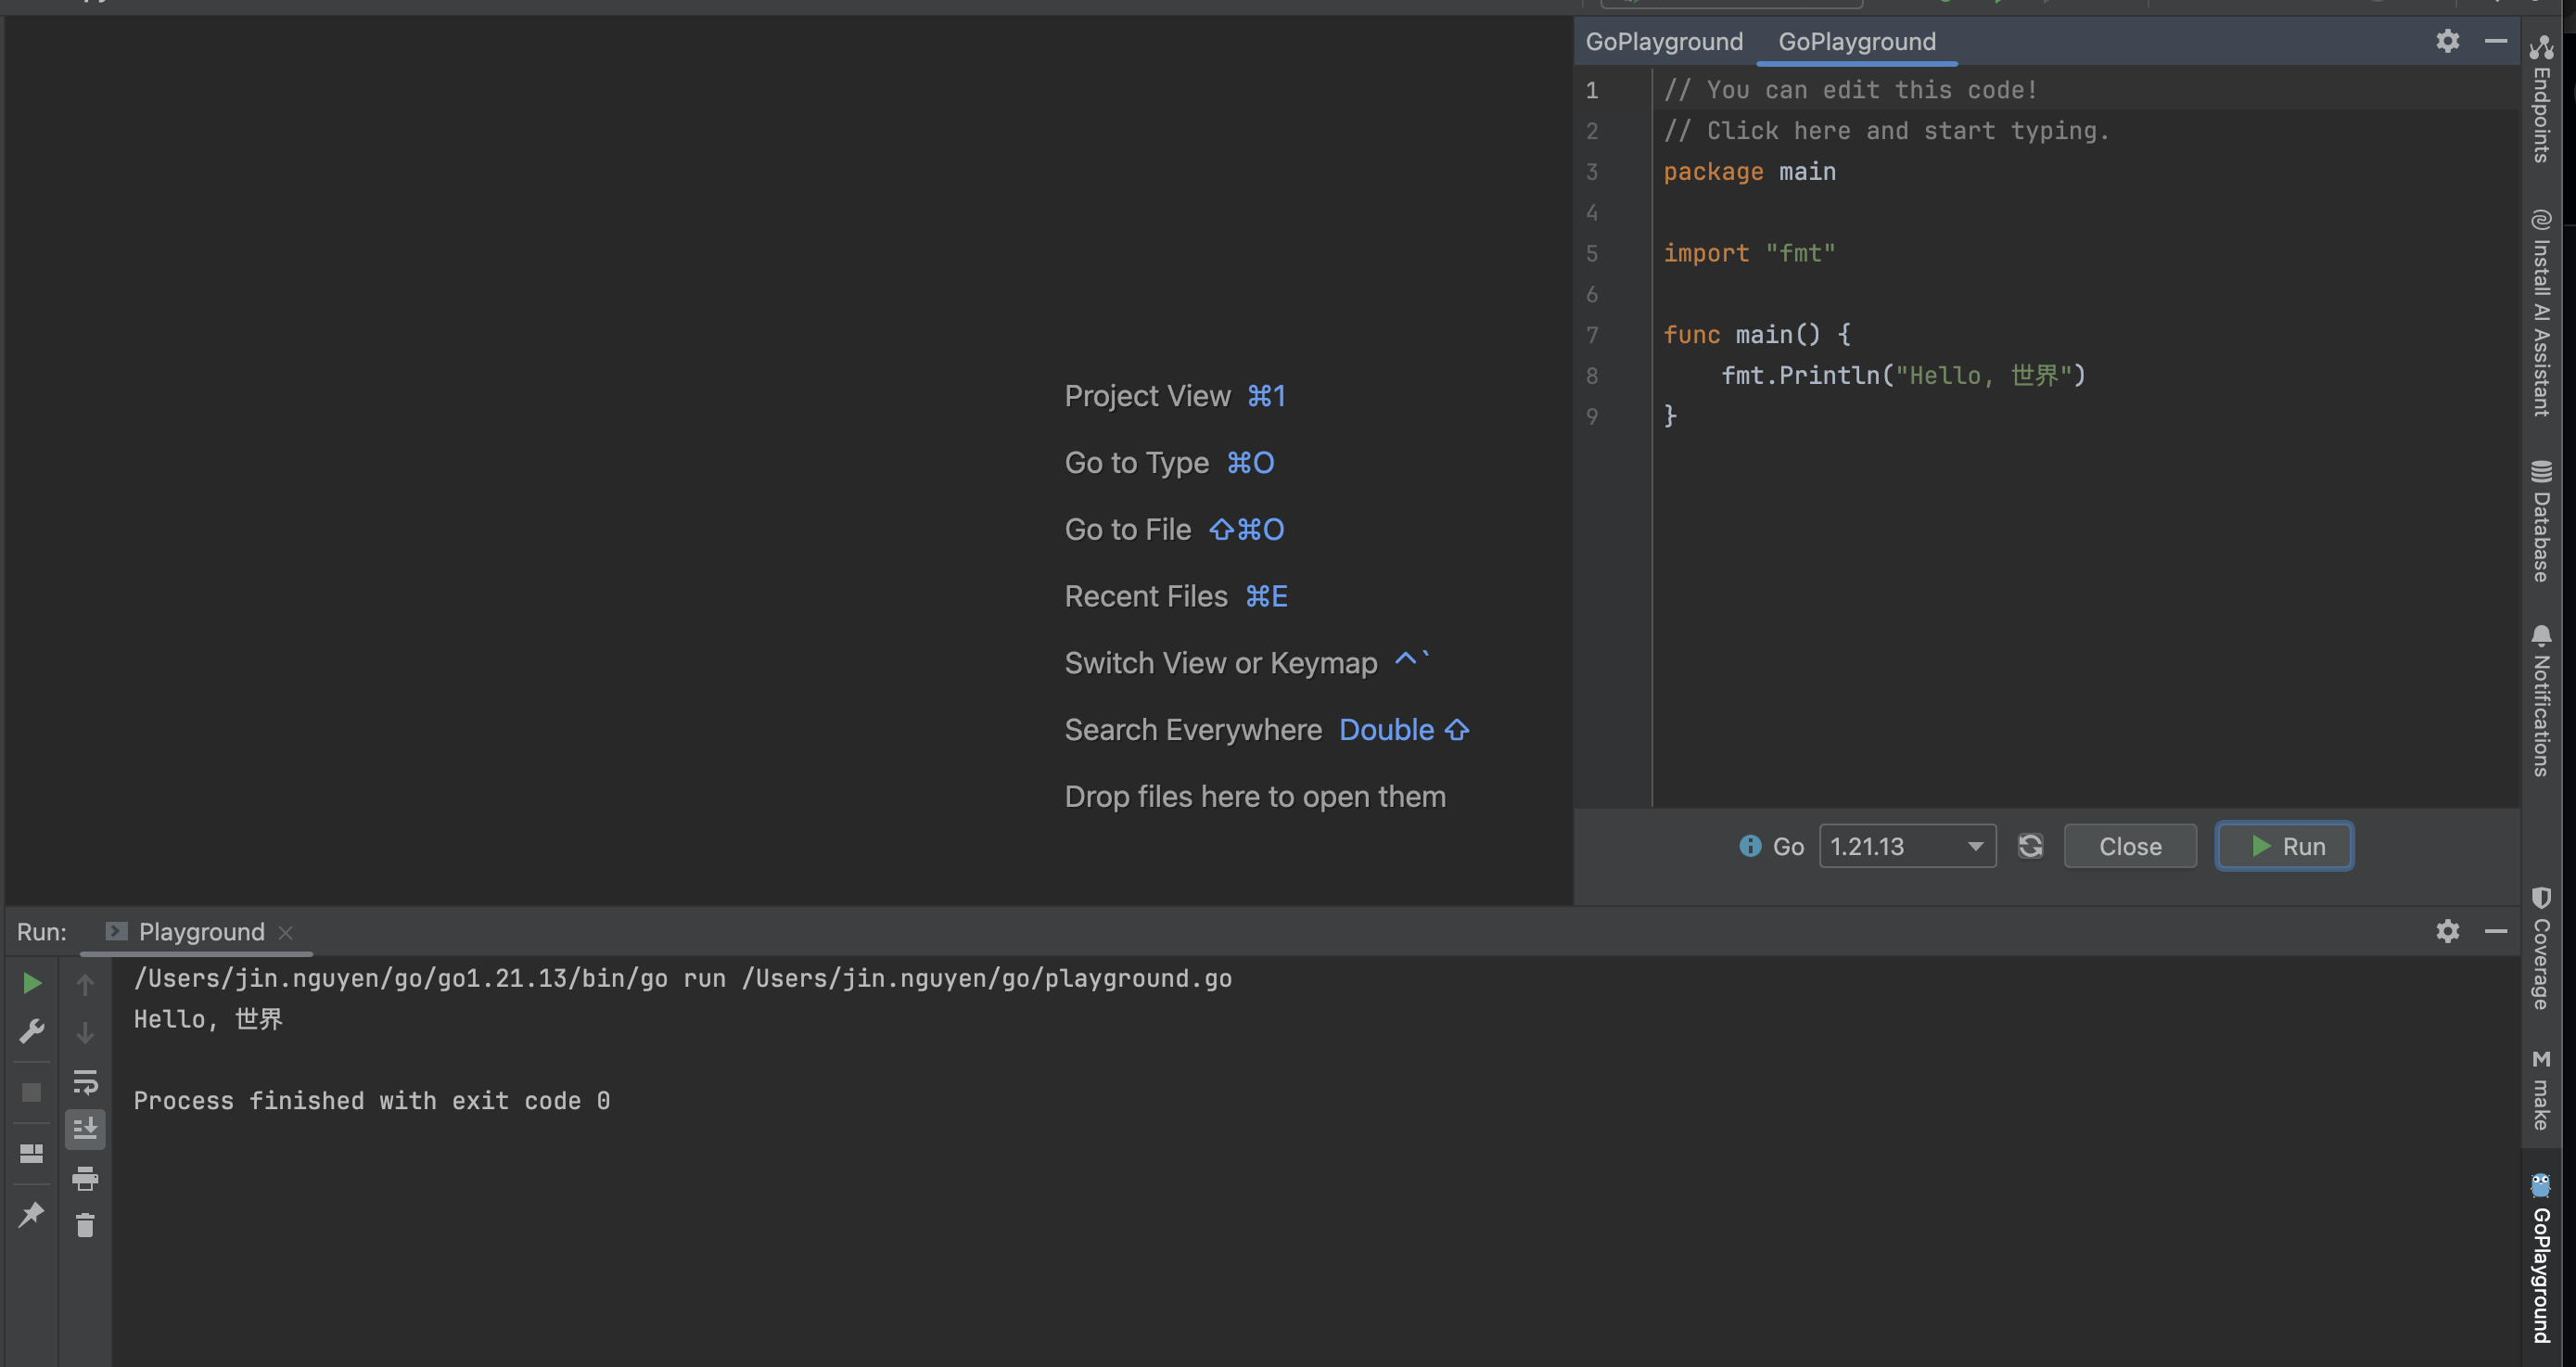 GoPlayground GoPlayground
1 // You can edit this code!
2 // Click here and start typing.
3 package main
4
5 import "fmt"
6
7 func main() {
8 fmt.Println("Hello, 世界")
9 }
Project View ⌘1
Go to Type ⌘O
Go to File ⇧⌘O
Recent Files ⌘E
Switch View or Keymap ^`
Search Everywhere Double ⇧
Drop files here to open them
Go 1.21.13 Close Run
Run: Playground
/Users/jin.nguyen/go/go1.21.13/bin/go run /Users/jin.nguyen/go/playground.go
Hello, 世界
Process finished with exit code 0
Endpoints
Install AI Assistant
Database
Notifications
Coverage
M make
GoPlayground